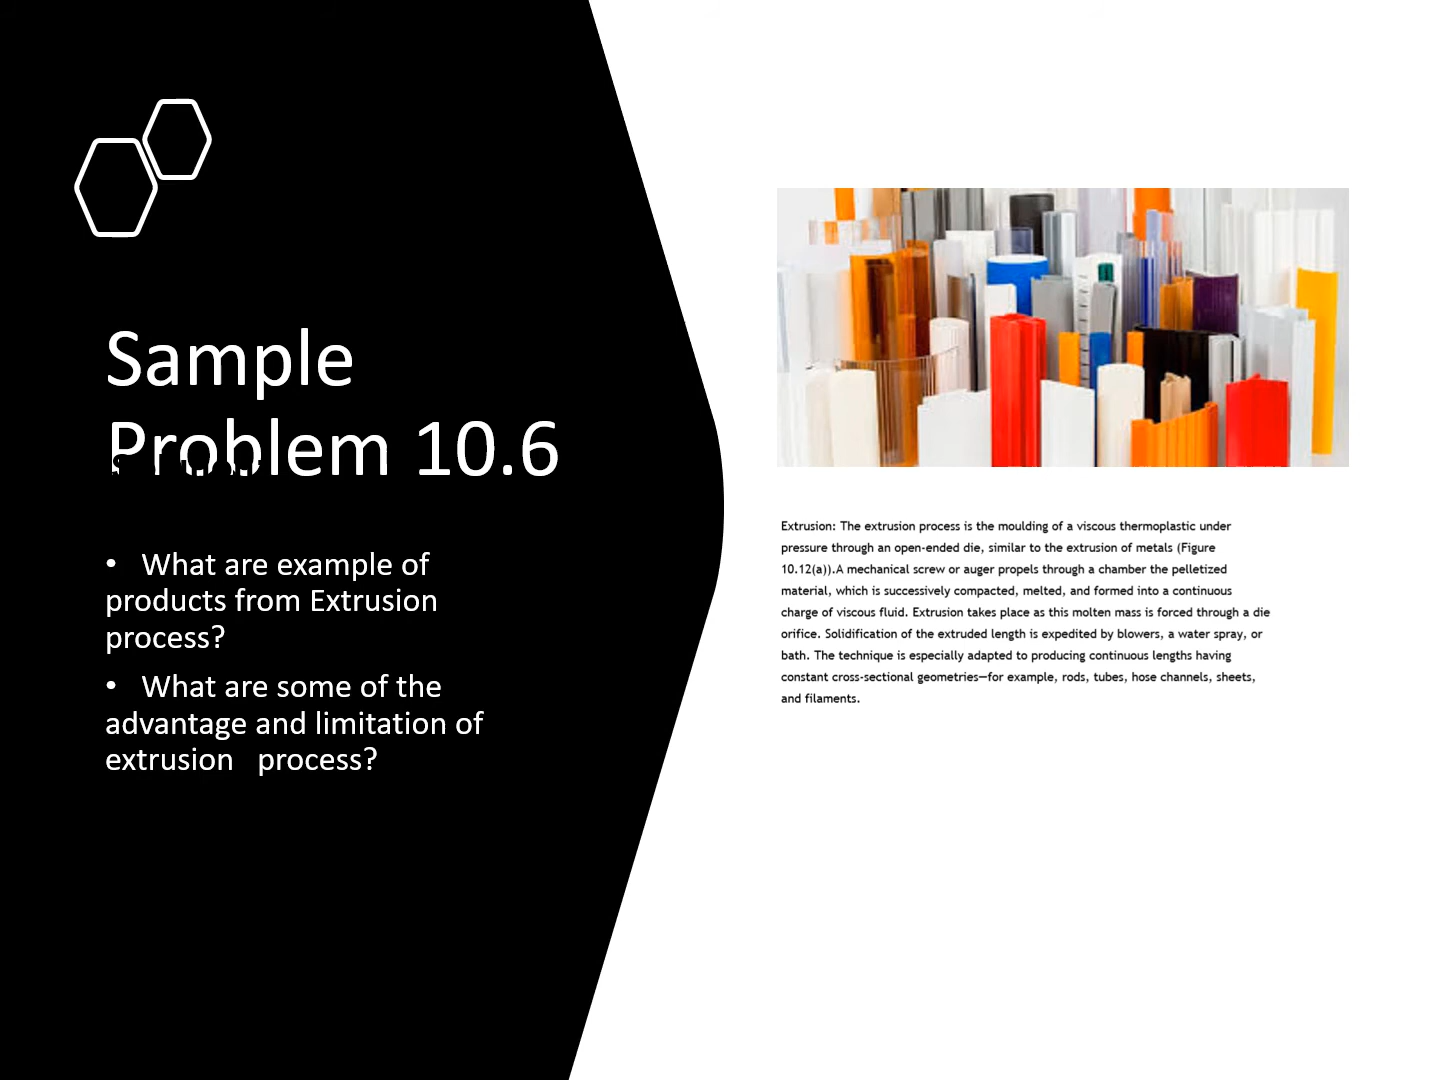 Sample
Problem 10.6
• What are example of
products from Extrusion
process?
• What are some of the
advantage and limitation of
extrusion process?
Extrusion: The extrusion process is the moulding of a viscous thermoplastic under
pressure through an open-ended die, similar to the extrusion of metals (Figure
10.12(a)).A mechanical screw or auger propels through a chamber the pelletized
material, which is successively compacted, melted, and formed into a continuous
charge of viscous fluid. Extrusion takes place as this molten mass is forced through a die
orifice. Solidification of the extruded length is expedited by blowers, a water spray, or
bath. The technique is especially adapted to producing continuous lengths having
constant cross-sectional geometries—for example, rods, tubes, hose channels, sheets,
and filaments.